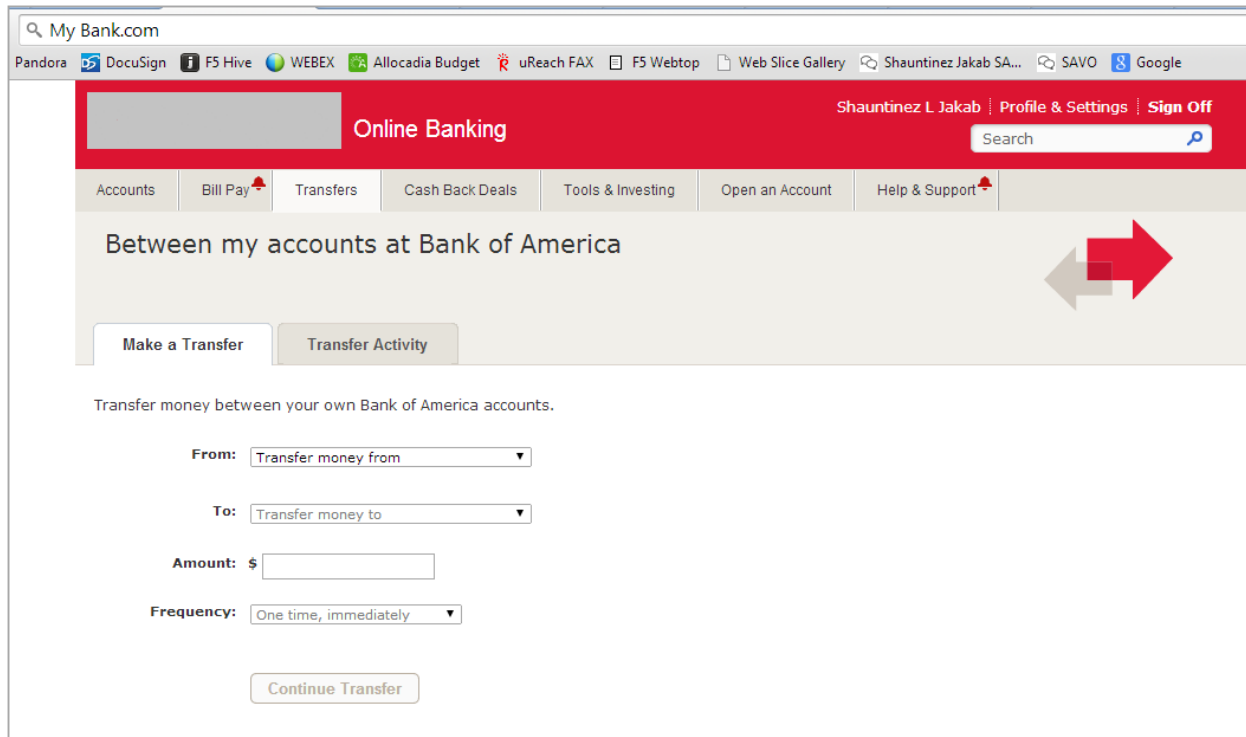 My Bank.com
Pandora DocuSign F5 Hive WEBEX Allocadia Budget uReach FAX F5 Webtop Web Slice Gallery Shauntinez Jakab SA... SAVO Google
Shauntinez L Jakab Profile & Settings Sign Off
Online Banking
Search
Accounts Bill Pay Transfers Cash Back Deals Tools & Investing Open an Account Help & Support
Between my accounts at Bank of America
Make a Transfer Transfer Activity
Transfer money between your own Bank of America accounts.
From: Transfer money from
To: Transfer money to
Amount: $
Frequency: One time, immediately
Continue Transfer